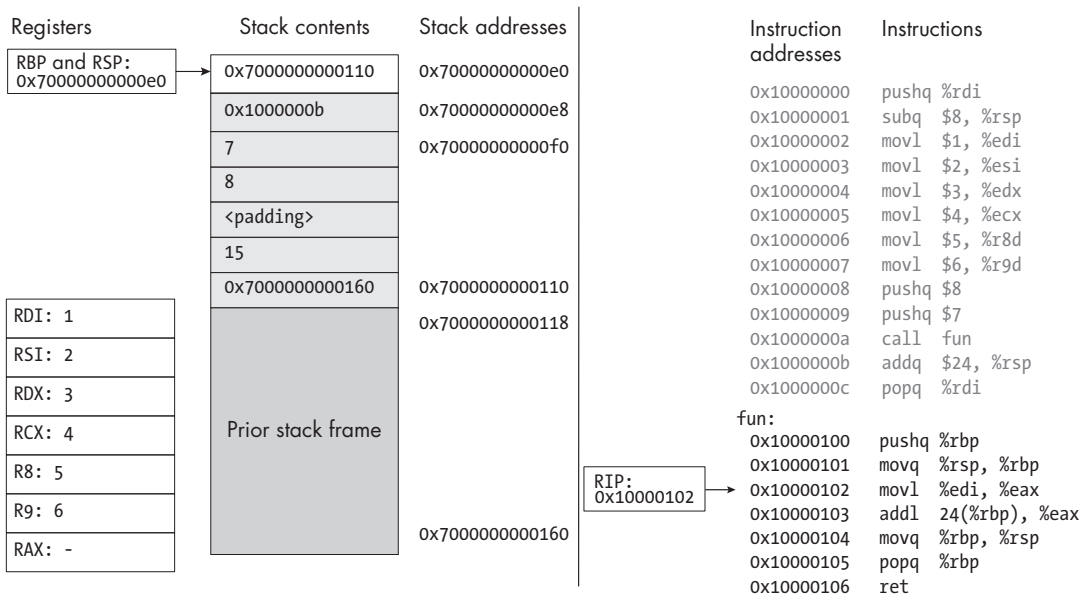 Registers
RBP and RSP:
0x70000000000e0
RDI: 1
RSI: 2
RDX: 3
RCX: 4
R8: 5
R9: 6
RAX: -
Stack contents
0x7000000000110
0x1000000b
7
8
<padding>
15
0x7000000000160
Prior stack frame
Stack addresses
0x70000000000e0
0x70000000000e8
0x70000000000f0
0x7000000000110
0x7000000000118
0x7000000000160
Instruction
addresses
Instructions
0x10000000 pushq %rdi
0x10000001 subq $8, %rsp
0x10000002 movl $1, %edi
0x10000003 movl $2, %esi
0x10000004 movl $3, %edx
0x10000005 movl $4, %ecx
0x10000006 movl $5, %r8d
0x10000007 movl $6, %r9d
0x10000008 pushq $8
0x10000009 pushq $7
0x1000000a call fun
0x1000000b addq $24, %rsp
0x1000000c popq %rdi
fun:
0x10000100 pushq %rbp
0x10000101 movq %rsp, %rbp
RIP:
0x10000102
0x10000102 movl %edi, %eax
0x10000103 addl 24(%rbp), %eax
0x10000104 movq %rbp, %rsp
0x10000105 popq %rbp
0x10000106 ret